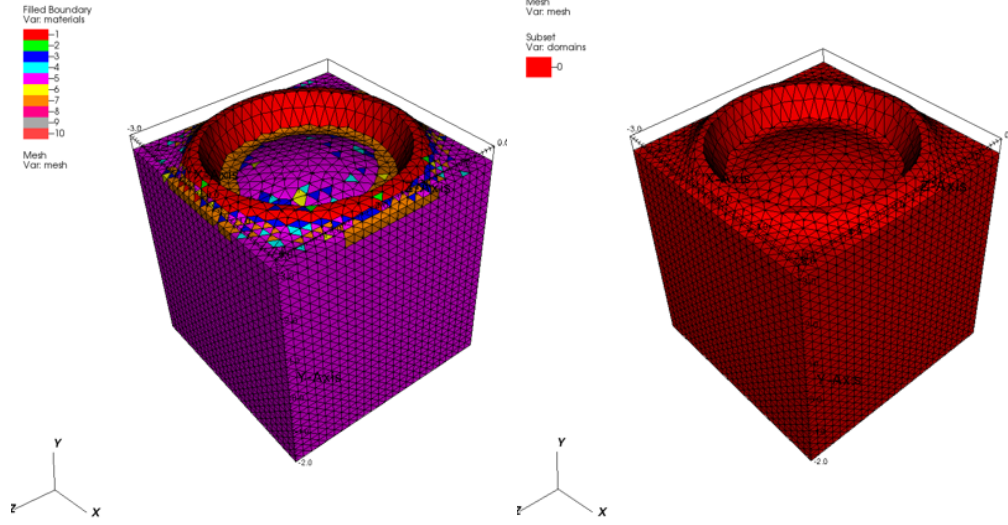 Filled Boundary
Var: materials
1
2
3
4
5
6
7
8
9
10
Mesh
Var: mesh
-3.0
0.0
Y-Axis
-2.0
Y
Z
X
Mesh
Var: mesh
Subset
Var: domains
0
-3.0
Z-Axis
Y-Axis
-2.0
Y
Z
X